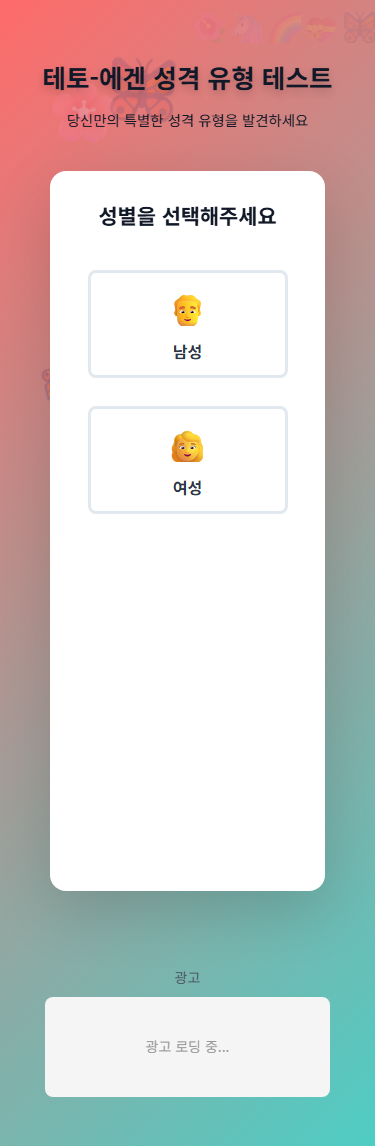 테토-에겐 성격 유형 테스트
당신만의 특별한 성격 유형을 발견하세요
성별을 선택해주세요
남성
여성
광고
광고 로딩 중...